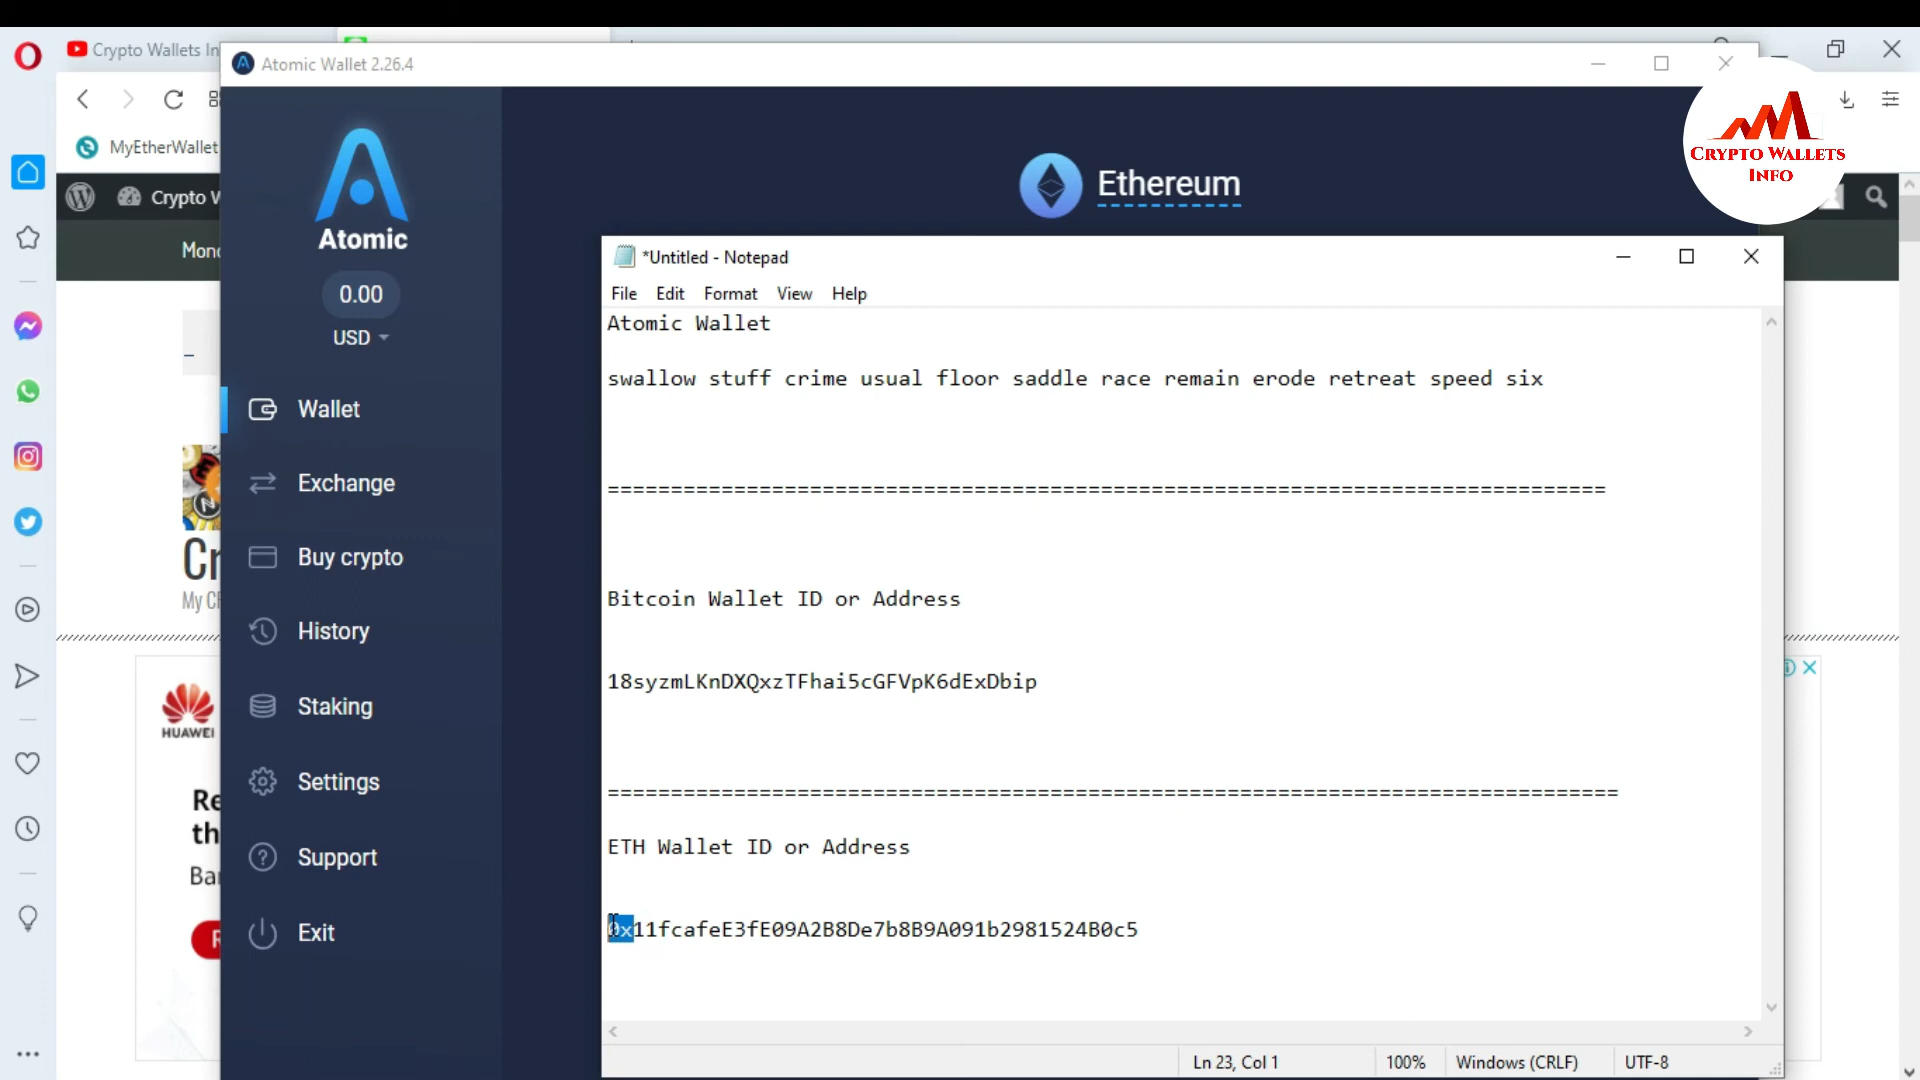 Crypto Wallets In
Atomic Wallet 2.26.4
MyEtherWallet
Crypto W
Mono
CRYPTO WALLETS
INFO
Atomic
0.00
USD
Wallet
Exchange
Buy crypto
History
Staking
Settings
Support
Exit
Ethereum
*Untitled - Notepad
File Edit Format View Help
Atomic Wallet
swallow stuff crime usual floor saddle race remain erode retreat speed six
===============================================================================
Bitcoin Wallet ID or Address
18syzmLKnDXQxzTFhai5cGFVpK6dExDbip
================================================================================
ETH Wallet ID or Address
0x11fcafeE3fE09A2B8De7b8B9A091b2981524B0c5
Ln 23, Col 1
100%
Windows (CRLF)
UTF-8
Cr
My CR
HUAWEI
Re
th
Bar